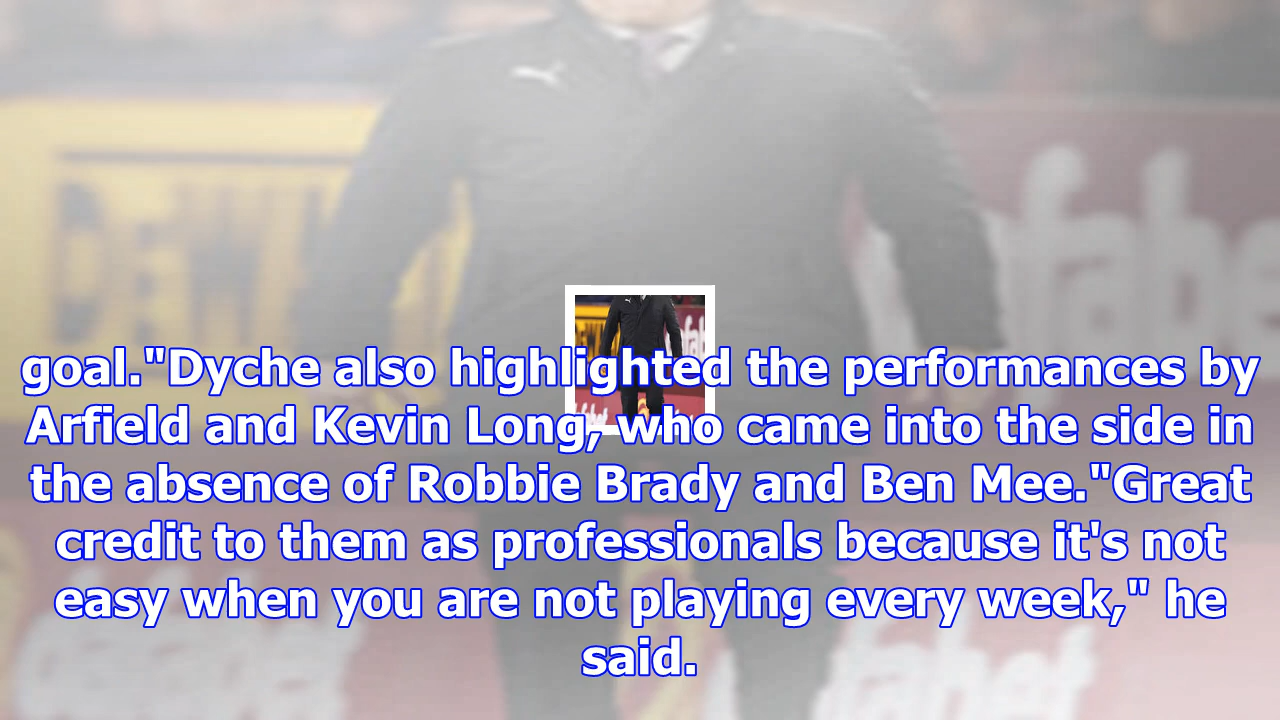 goal."Dyche also highlighted the performances by
Arfield and Kevin Long, who came into the side in
the absence of Robbie Brady and Ben Mee."Great
credit to them as professionals because it's not
easy when you are not playing every week," he
said.